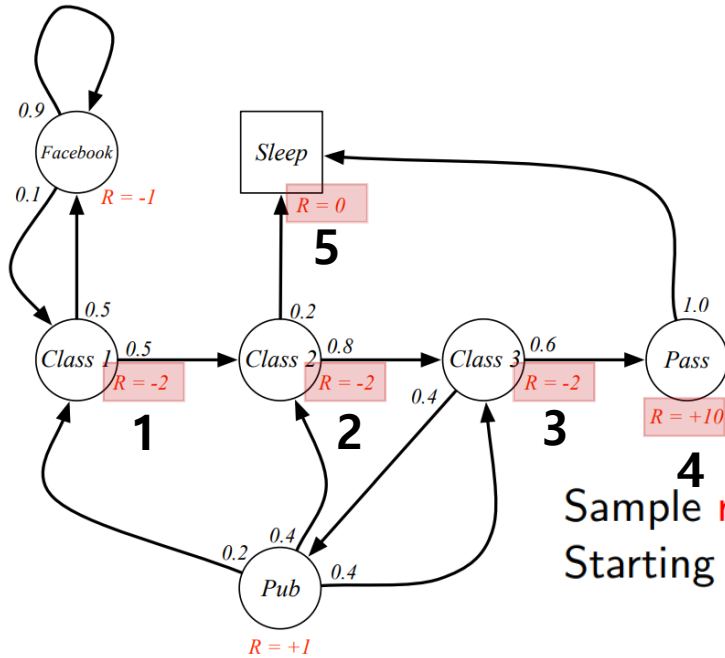 0.9
Facebook
Sleep
0.1
R = -1
R = 0
5
0.5
0.2
1.0
Class 1
0.5
Class 2
0.8
Class 3
0.6
Pass
R = -2
R = -2
0.4
R = -2
R = +10
1
2
3
4
Sample
Starting
0.4
0.2
0.4
Pub
R = +1